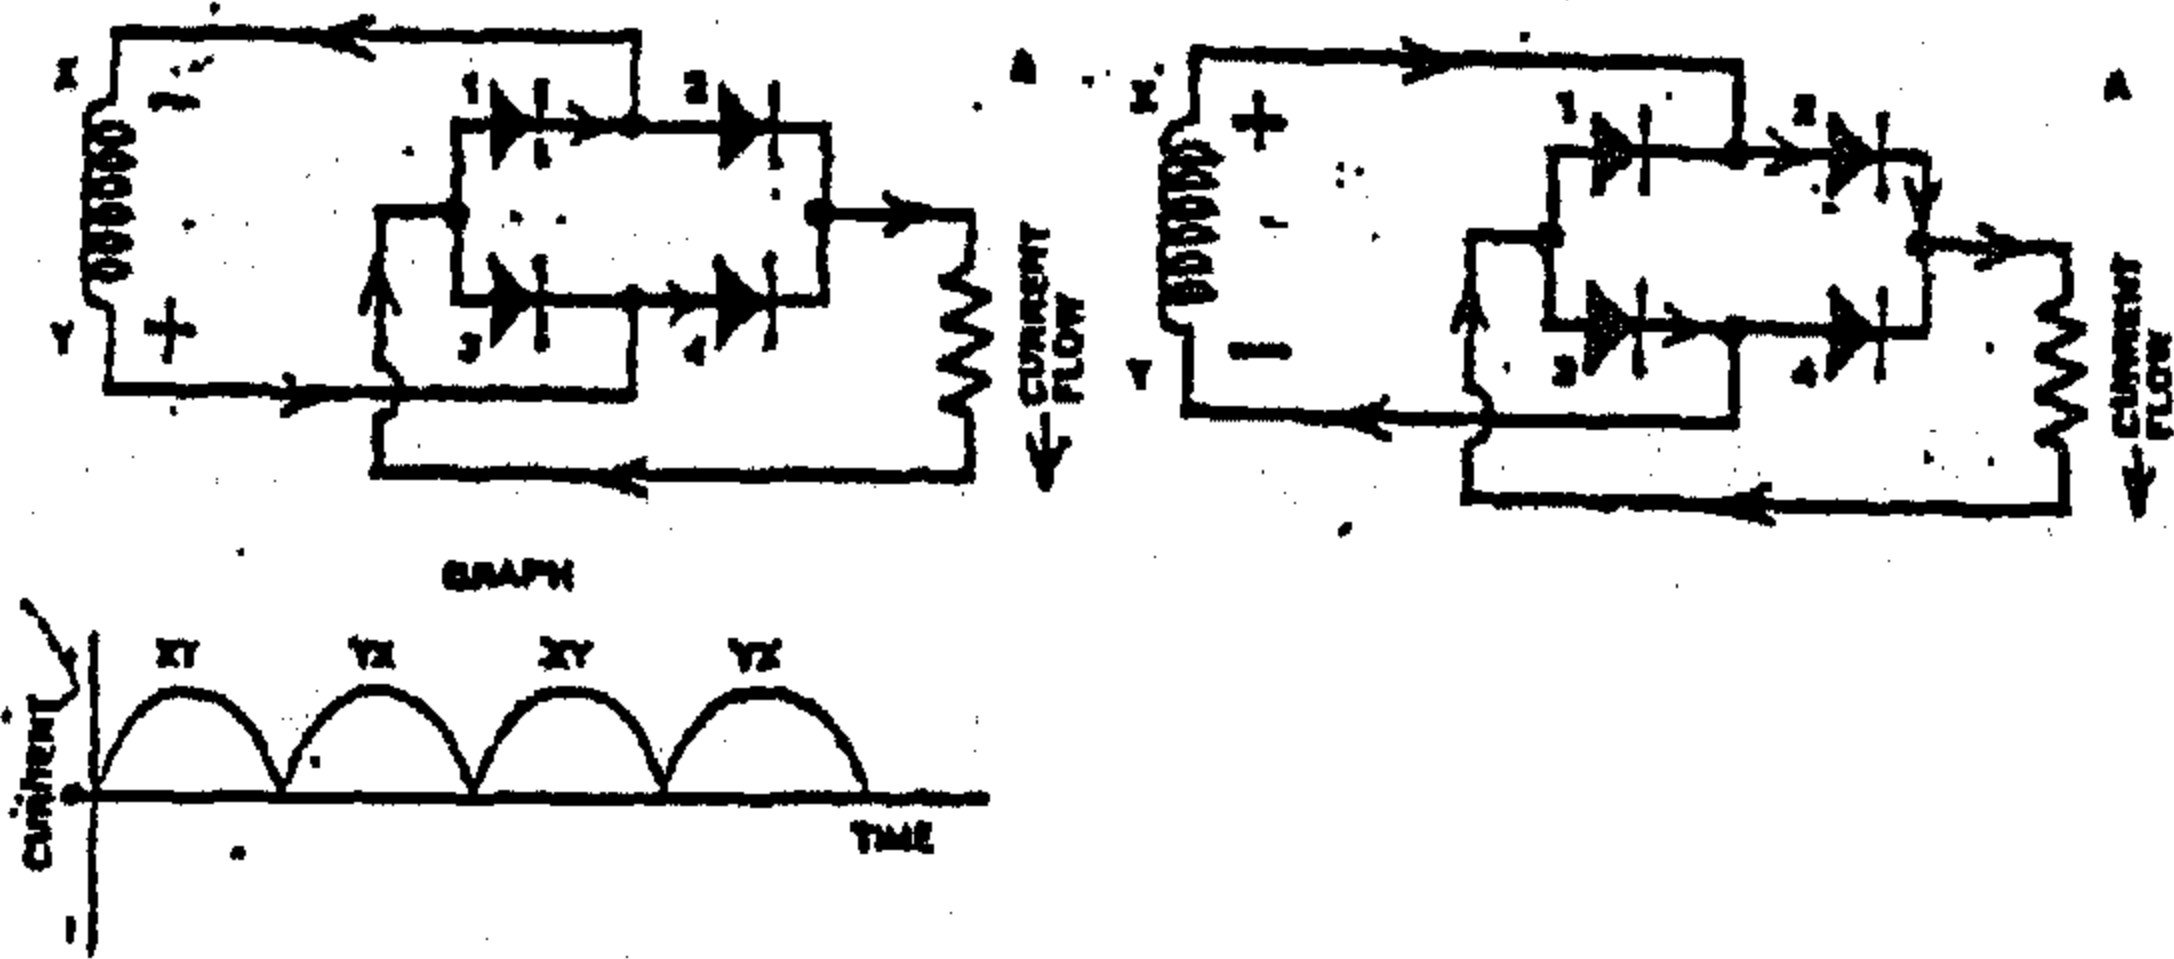 X
−
1
2
A
3
4
Y
+
CURRENT
FLOW
X
+
1
2
A
−
3
4
Y
CURRENT
FLOW
GRAPH
XY
YX
XY
YX
CURRENT
TIME